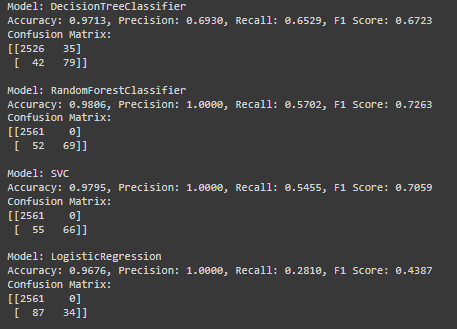 Model: DecisionTreeClassifier
Accuracy: 0.9713, Precision: 0.6930, Recall: 0.6529, F1 Score: 0.6723
Confusion Matrix:
[[2526   35]
 [  42   79]]
Model: RandomForestClassifier
Accuracy: 0.9806, Precision: 1.0000, Recall: 0.5702, F1 Score: 0.7263
Confusion Matrix:
[[2561    0]
 [  52   69]]
Model: SVC
Accuracy: 0.9795, Precision: 1.0000, Recall: 0.5455, F1 Score: 0.7059
Confusion Matrix:
[[2561    0]
 [  55   66]]
Model: LogisticRegression
Accuracy: 0.9676, Precision: 1.0000, Recall: 0.2810, F1 Score: 0.4387
Confusion Matrix:
[[2561    0]
 [  87   34]]